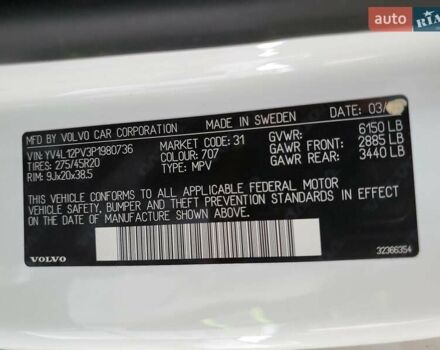 auto RIA
MFD BY VOLVO CAR CORPORATION MADE IN SWEDEN DATE: 03/
VIN: YV4L12PV3P1980736 MARKET CODE: 31 GVWR: 6150 LB
TIRES: 275/45R20 COLOUR: 707 GAWR FRONT: 2885 LB
RIM: 9Jx20x38.5 TYPE: MPV GAWR REAR: 3440 LB
THIS VEHICLE CONFORMS TO ALL APPLICABLE FEDERAL MOTOR
VEHICLE SAFETY, BUMPER AND THEFT PREVENTION STANDARDS IN EFFECT
ON THE DATE OF MANUFACTURE SHOWN ABOVE.
VOLVO 32366354